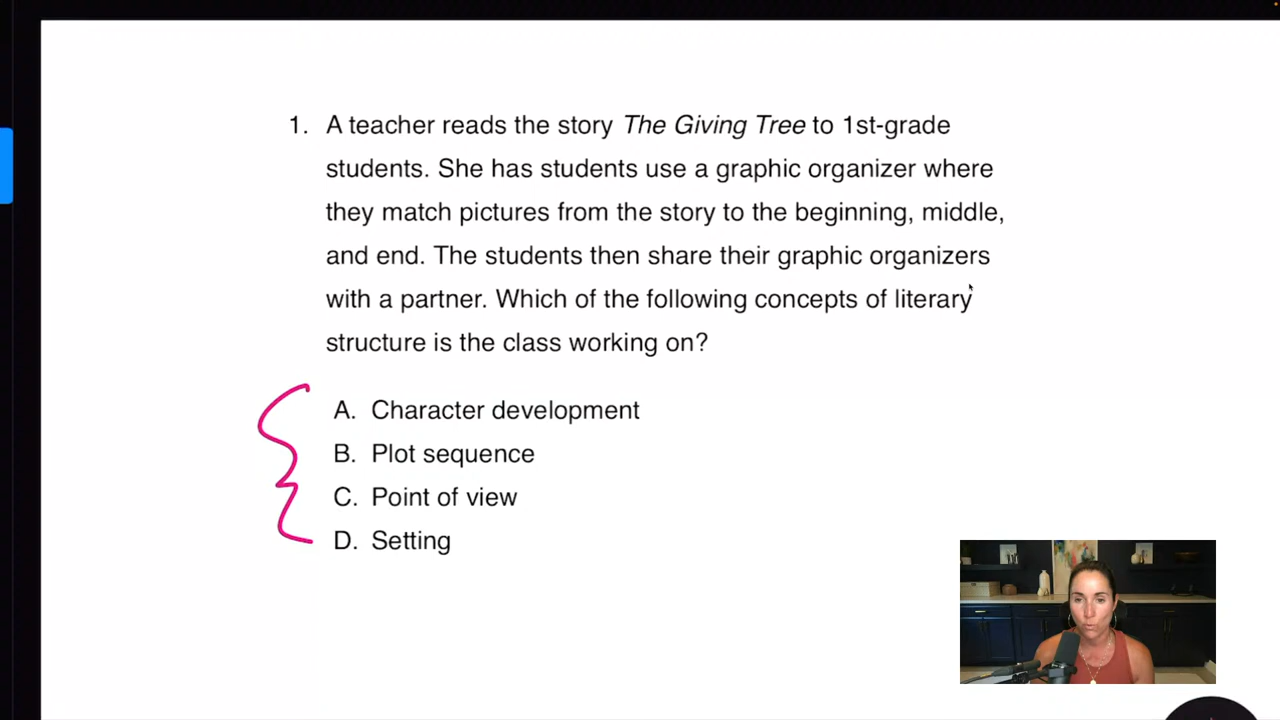 1. A teacher reads the story The Giving Tree to 1st-grade
students. She has students use a graphic organizer where
they match pictures from the story to the beginning, middle,
and end. The students then share their graphic organizers
with a partner. Which of the following concepts of literary
structure is the class working on?
A. Character development
B. Plot sequence
C. Point of view
D. Setting